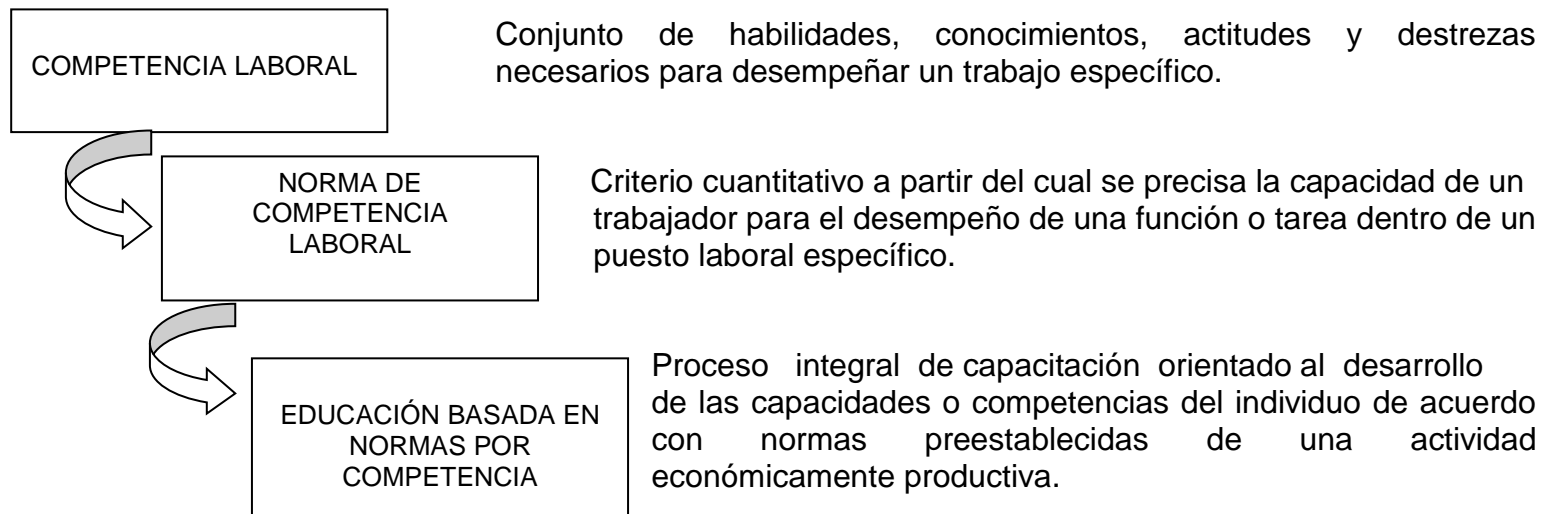 COMPETENCIA LABORAL
Conjunto de habilidades, conocimientos, actitudes y destrezas
necesarios para desempeñar un trabajo específico.
NORMA DE
COMPETENCIA
LABORAL
Criterio cuantitativo a partir del cual se precisa la capacidad de un
trabajador para el desempeño de una función o tarea dentro de un
puesto laboral específico.
EDUCACIÓN BASADA EN
NORMAS POR
COMPETENCIA
Proceso integral de capacitación orientado al desarrollo
de las capacidades o competencias del individuo de acuerdo
con normas preestablecidas de una actividad
económicamente productiva.